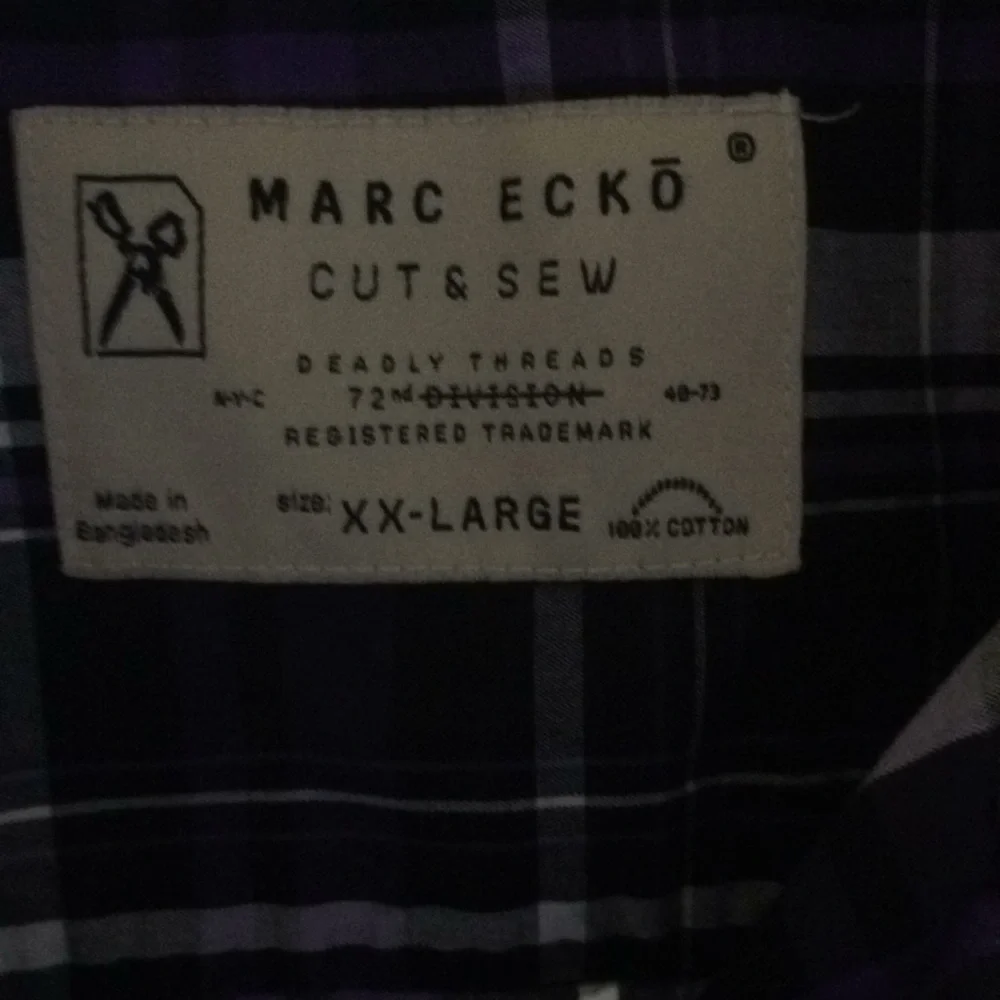 ®
MARC ECKŌ
CUT & SEW
DEADLY THREADS
N-Y-C 72nd DIVISION 40-73
REGISTERED TRADEMARK
Made in
Bangladesh
size: XX-LARGE
100% COTTON